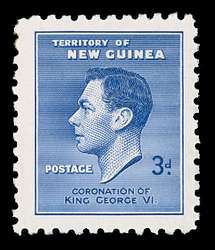 TERRITORY OF
NEW GUINEA
POSTAGE
3d.
CORONATION OF
KING GEORGE VI.